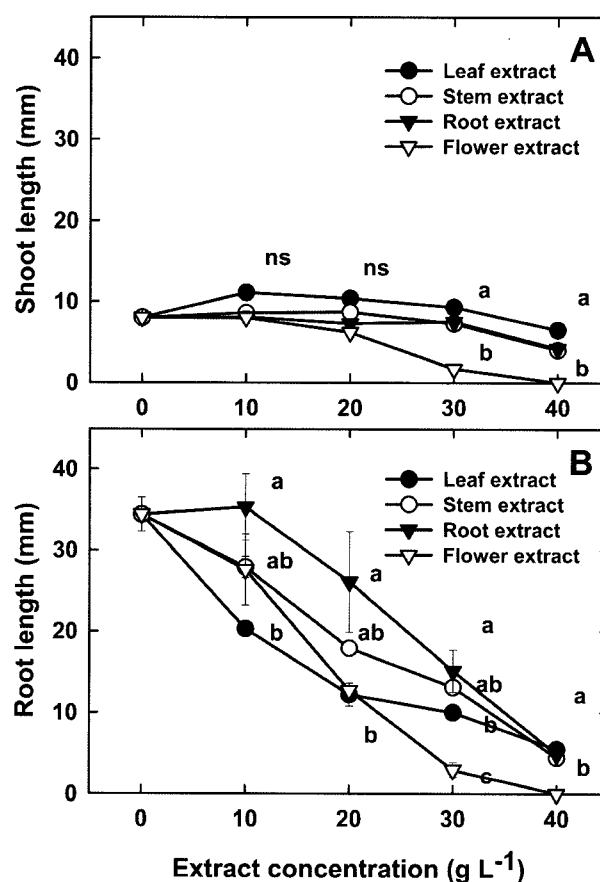 A
Leaf extract
Stem extract
Root extract
Flower extract
Shoot length (mm)
40
30
20
10
0
ns
ns
a
a
b
b
0 10 20 30 40
B
Leaf extract
Stem extract
Root extract
Flower extract
Root length (mm)
40
30
20
10
0
a
ab
b
a
ab
b
a
ab
b
c
a
b
0 10 20 30 40
Extract concentration (g L-1)